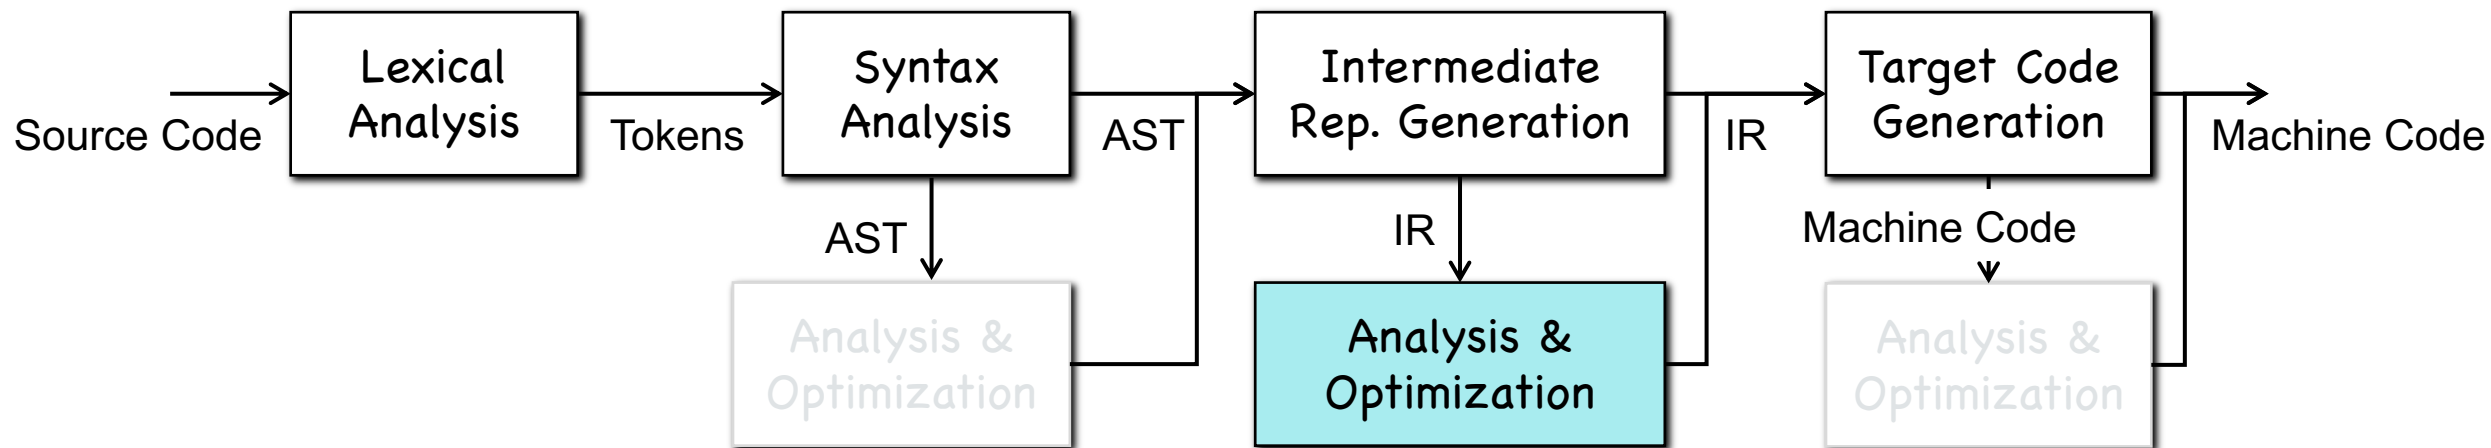 Lexical
Analysis
Syntax
Analysis
Intermediate
Rep. Generation
Target Code
Generation
Source Code
Tokens
AST
IR
Machine Code
AST
IR
Machine Code
Analysis &
Optimization
Analysis &
Optimization
Analysis &
Optimization